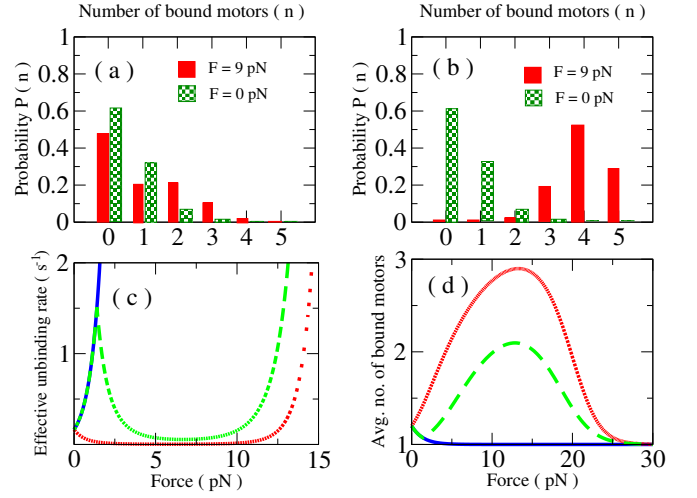 Number of bound motors ( n )
Number of bound motors ( n )
Probability P ( n )
1
0.8
0.6
0.4
0.2
0
( a )
F = 9 pN
F = 0 pN
0 1 2 3 4 5
Probability P ( n )
1
0.8
0.6
0.4
0.2
0
( b )
F = 9 pN
F = 0 pN
0 1 2 3 4 5
Effective unbinding rate ( s⁻¹)
2
1
0
( c )
0 5 10 15
Force ( pN )
Avg. no. of bound motors
3
2
1
( d )
0 10 20 30
Force ( pN )